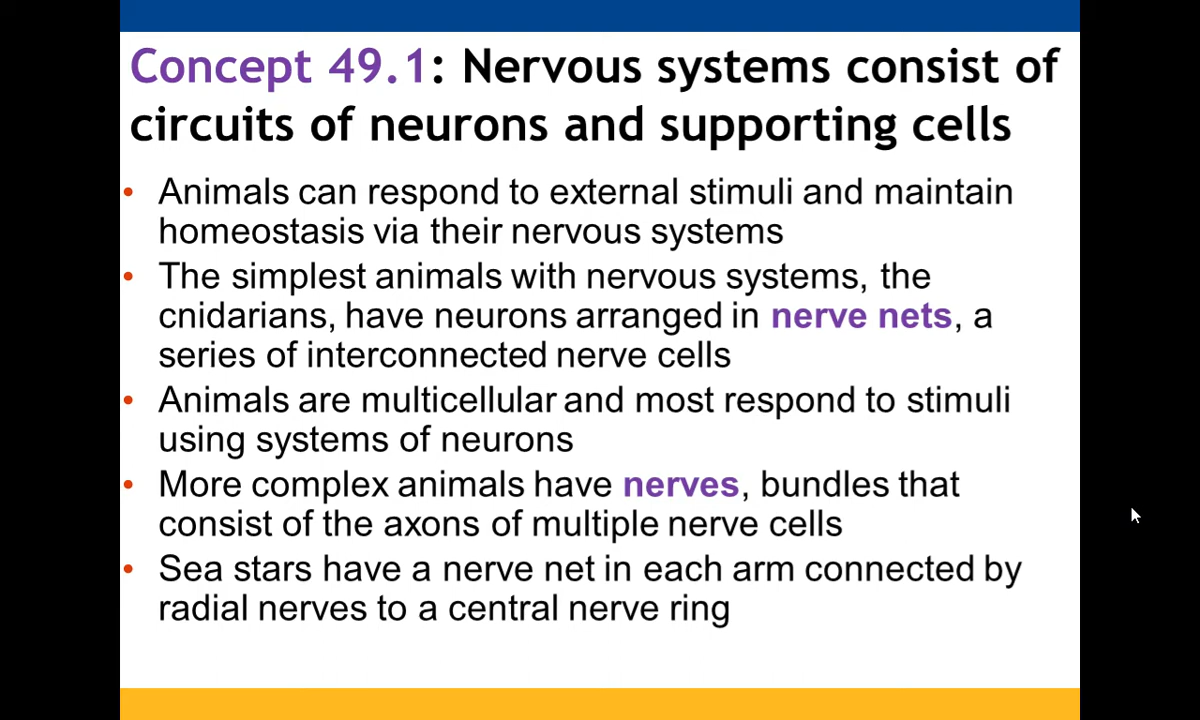 Concept 49.1: Nervous systems consist of
circuits of neurons and supporting cells
• Animals can respond to external stimuli and maintain
homeostasis via their nervous systems
• The simplest animals with nervous systems, the
cnidarians, have neurons arranged in nerve nets, a
series of interconnected nerve cells
• Animals are multicellular and most respond to stimuli
using systems of neurons
• More complex animals have nerves, bundles that
consist of the axons of multiple nerve cells
• Sea stars have a nerve net in each arm connected by
radial nerves to a central nerve ring